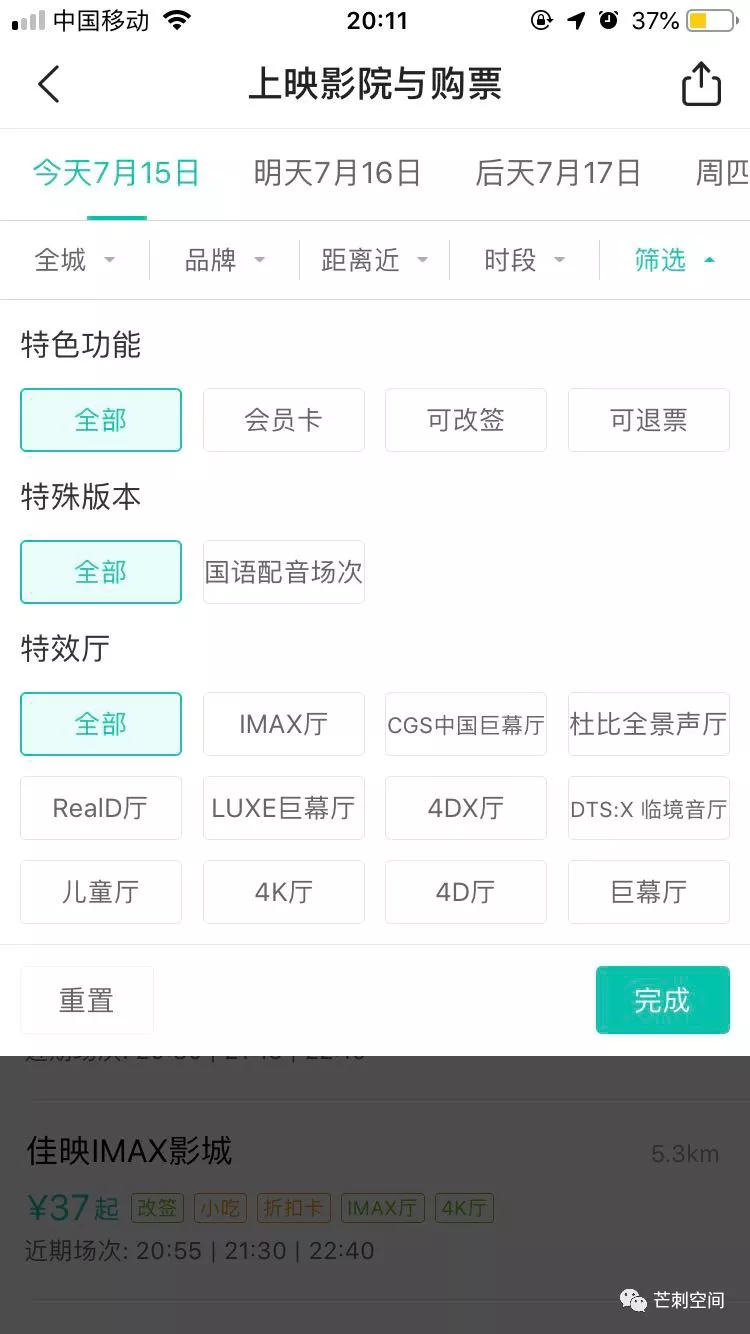 中国移动 20:11 37%
上映影院与购票
今天7月15日 明天7月16日 后天7月17日 周四
全城 品牌 距离近 时段 筛选
特色功能
全部 会员卡 可改签 可退票
特殊版本
全部 国语配音场次
特效厅
全部 IMAX厅 CGS中国巨幕厅 杜比全景声厅
RealD厅 LUXE巨幕厅 4DX厅 DTS:X 临境音厅
儿童厅 4K厅 4D厅 巨幕厅
重置 完成
佳映IMAX影城 5.3km
¥37起 改签 小吃 折扣卡 IMAX厅 4K厅
近期场次: 20:55 | 21:30 | 22:40
芒刺空间